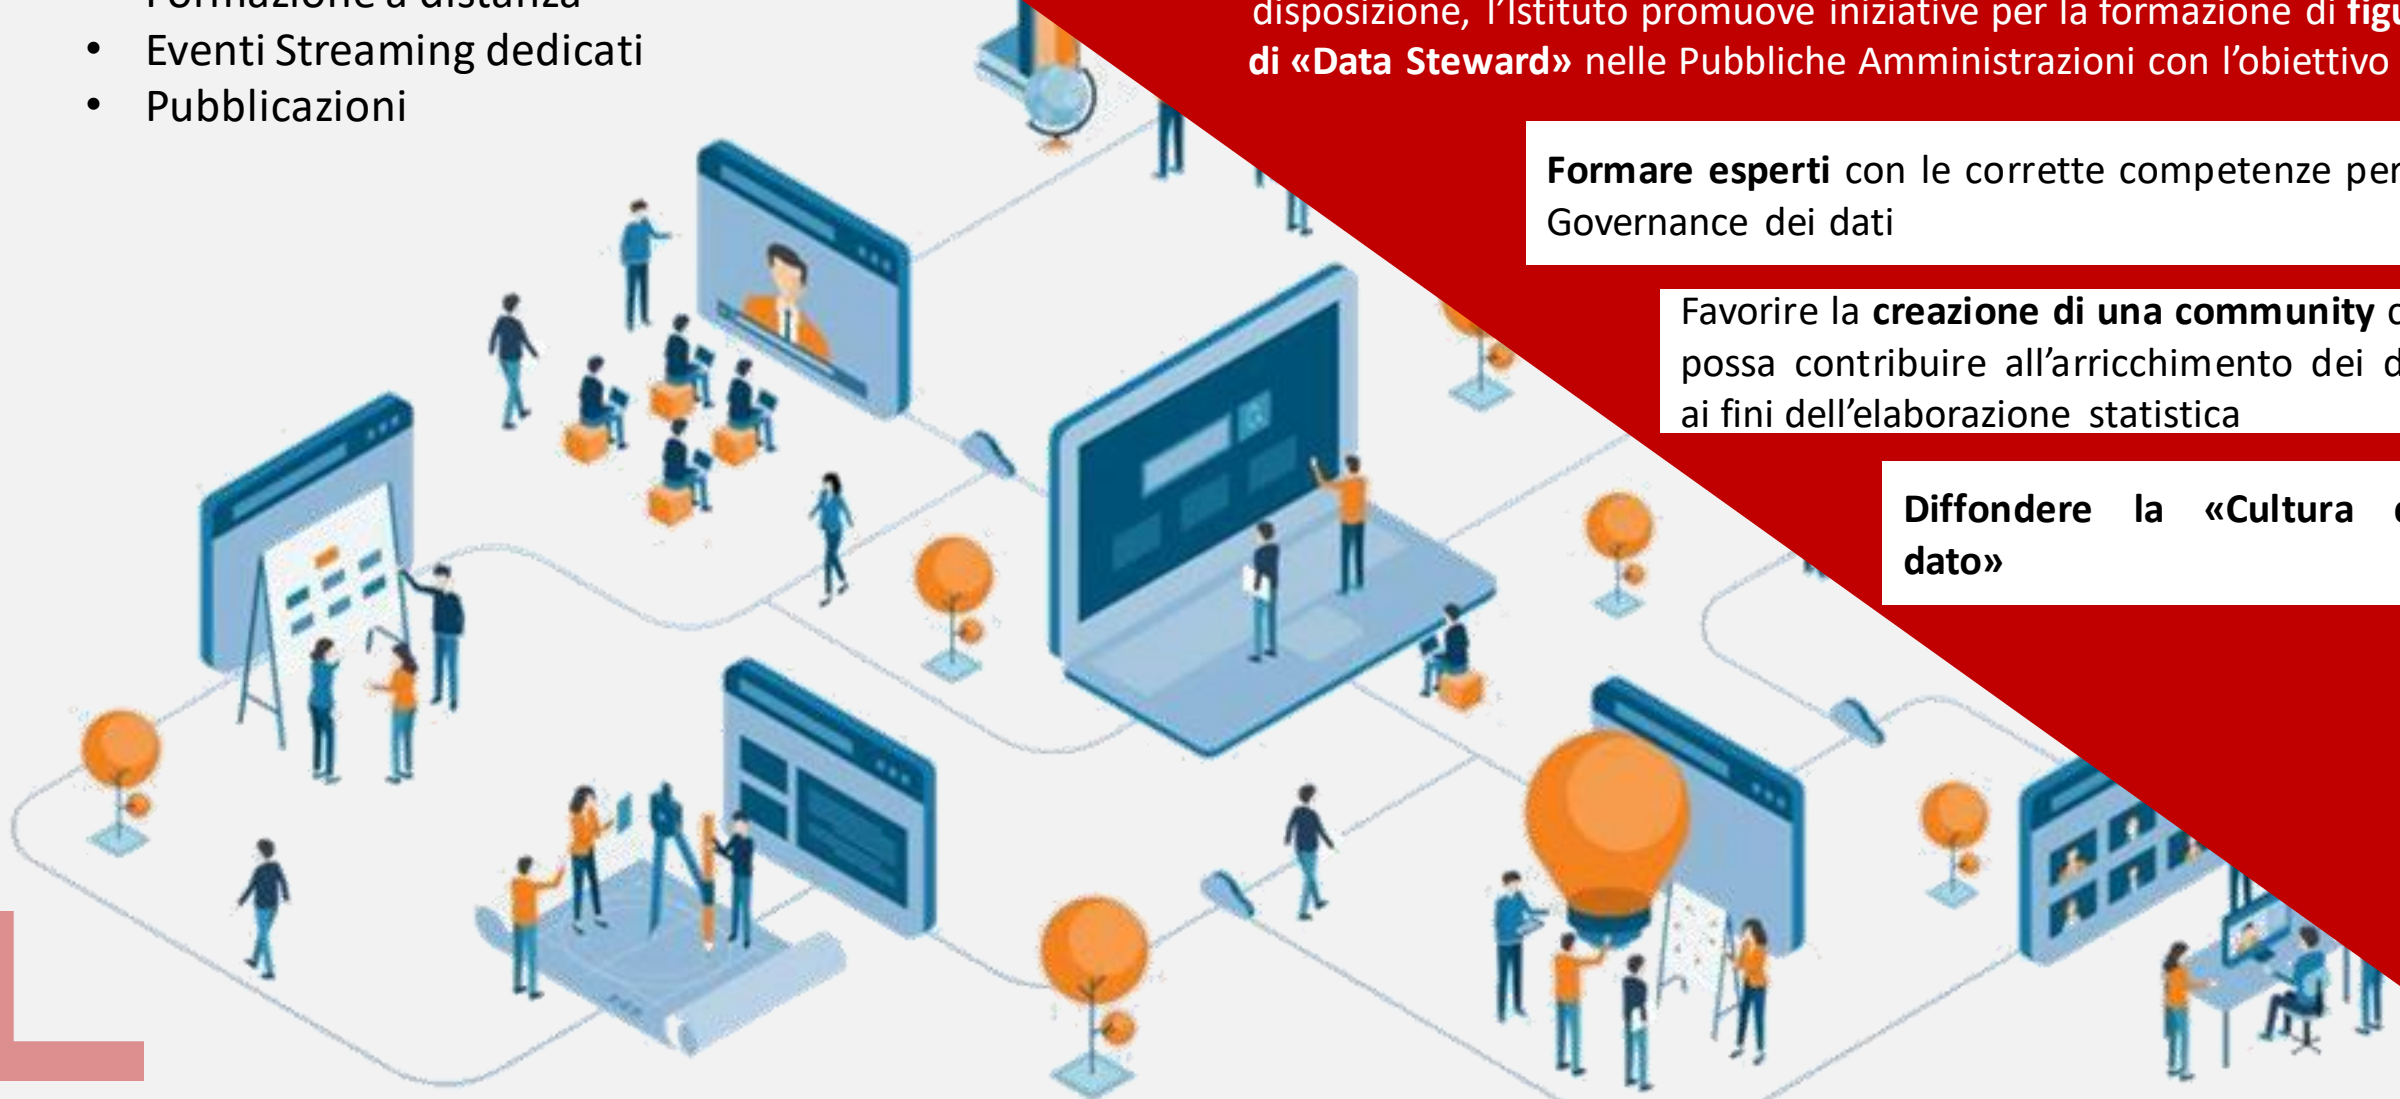 Formazione a distanza
• Eventi Streaming dedicati
• Pubblicazioni
disposizione, l'Istituto promuove iniziative per la formazione di
di «Data Steward» nelle Pubbliche Amministrazioni con l'obiettivo
Formare esperti con le corrette competenze per
Governance dei dati
Favorire la creazione di una community
possa contribuire all'arricchimento dei
ai fini dell'elaborazione statistica
Diffondere la «Cultura
dato»